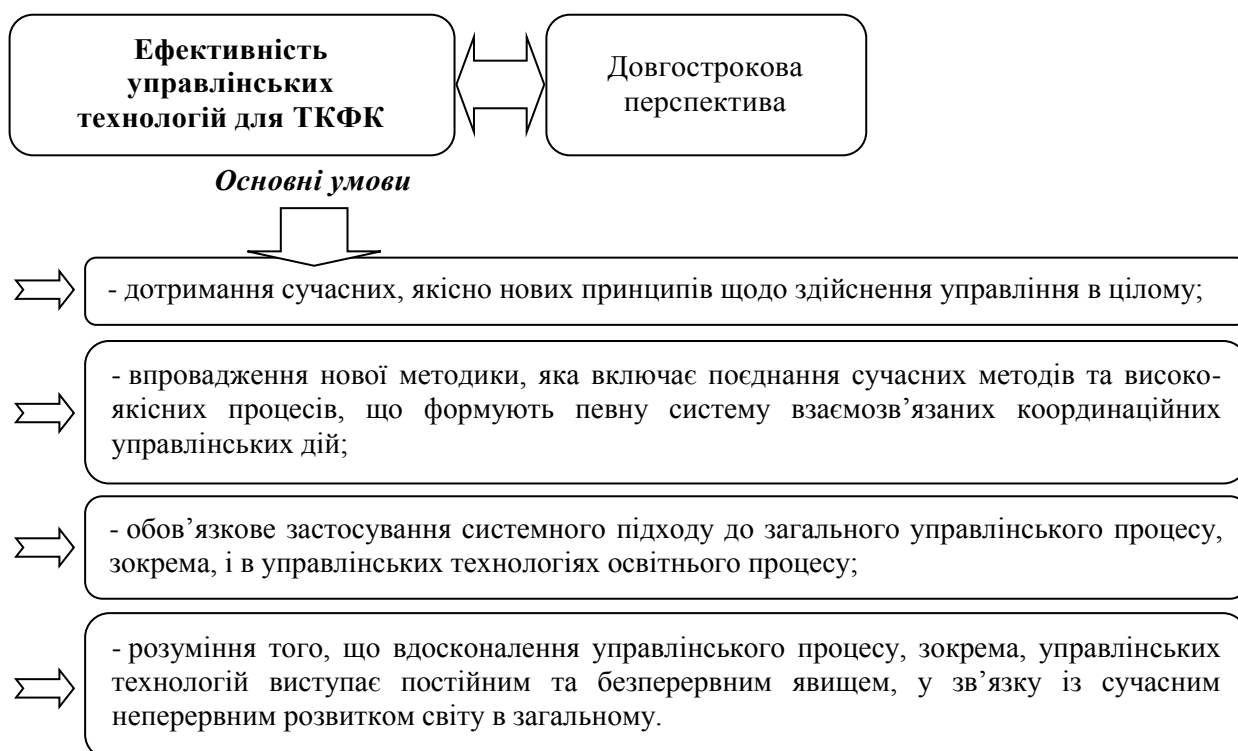 Ефективність
управлінських
технологій для ТКФК
Довгострокова
перспектива
Основні умови
- дотримання сучасних, якісно нових принципів щодо здійснення управління в цілому;
- впровадження нової методики, яка включає поєднання сучасних методів та високо-
якісних процесів, що формують певну систему взаємозв’язаних координаційних
управлінських дій;
- обов’язкове застосування системного підходу до загального управлінського процесу,
зокрема, і в управлінських технологіях освітнього процесу;
- розуміння того, що вдосконалення управлінського процесу, зокрема, управлінських
технологій виступає постійним та безперервним явищем, у зв’язку із сучасним
неперервним розвитком світу в загальному.